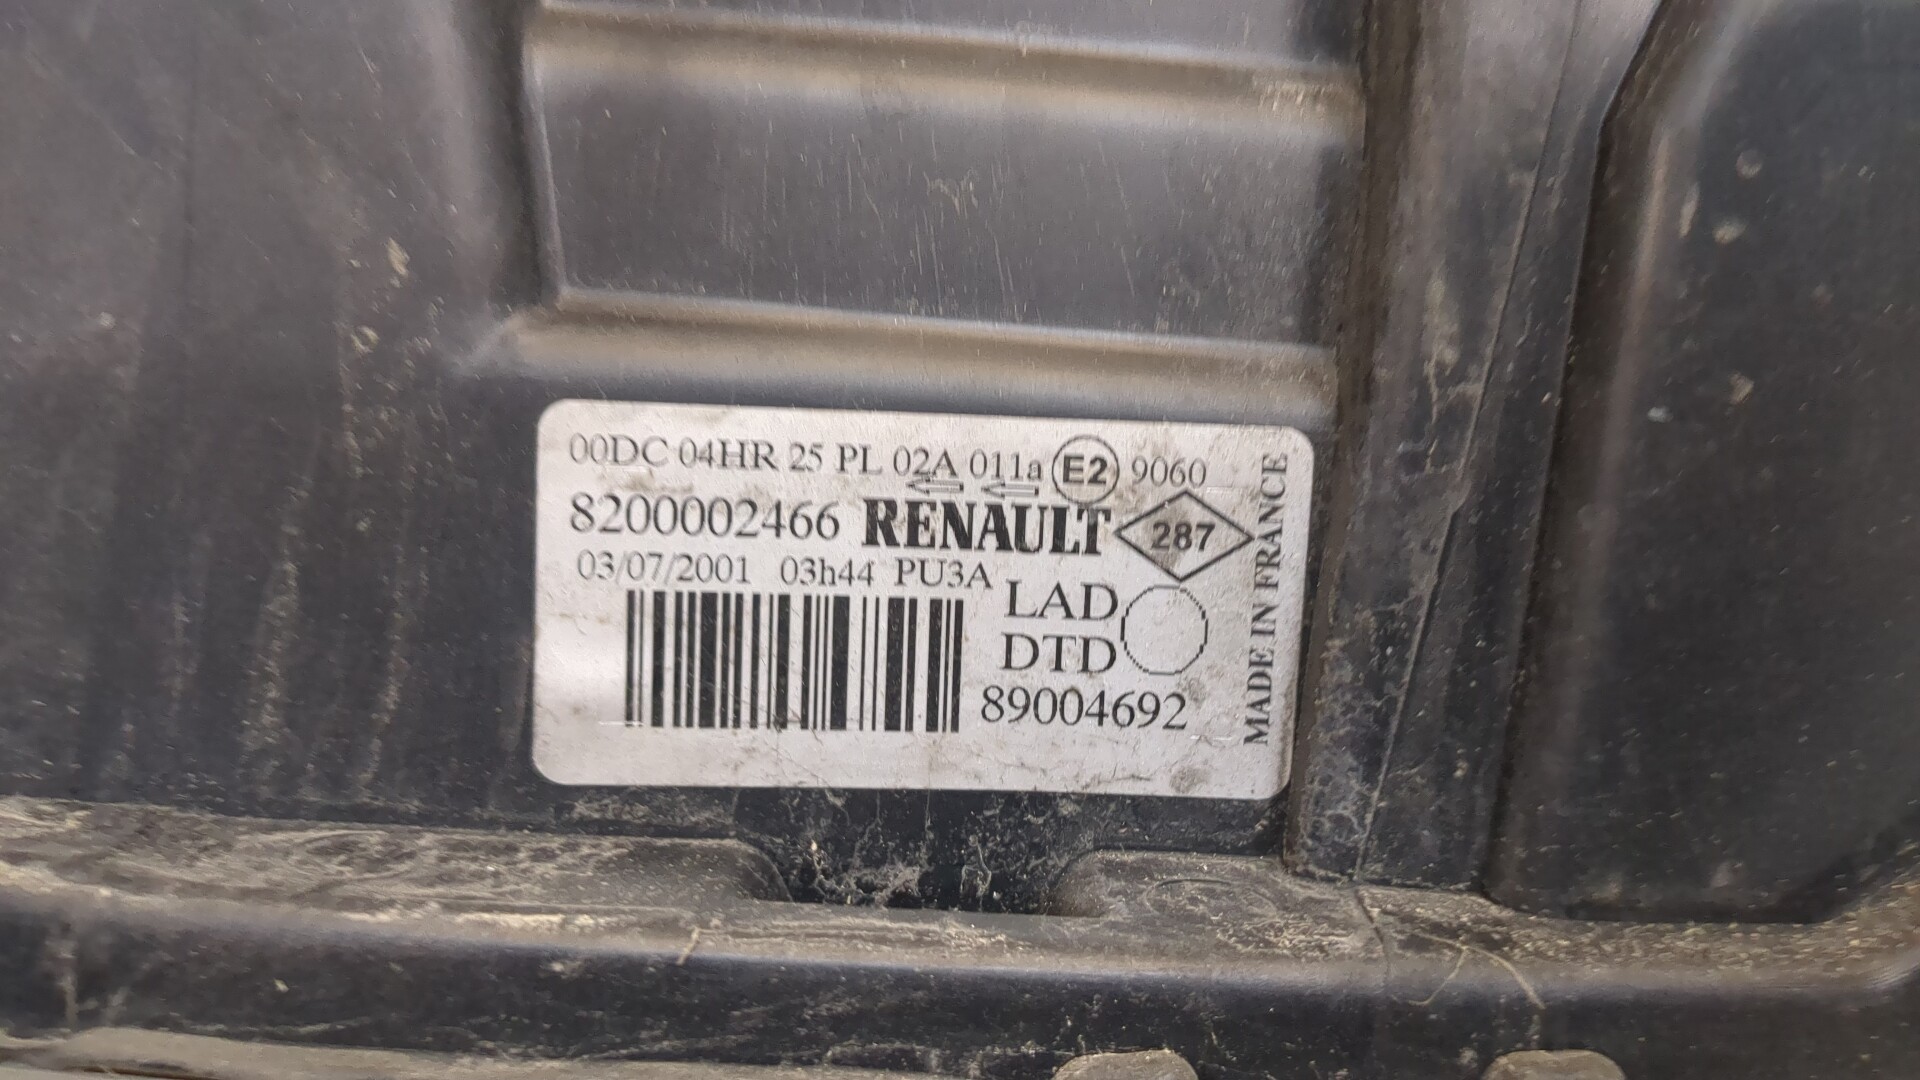 00DC 04HR 25 PL 02A 011a E2 9060
8200002466 RENAULT 287
03/07/2001 03h44 PU3A
LAD
DTD
89004692
MADE IN FRANCE